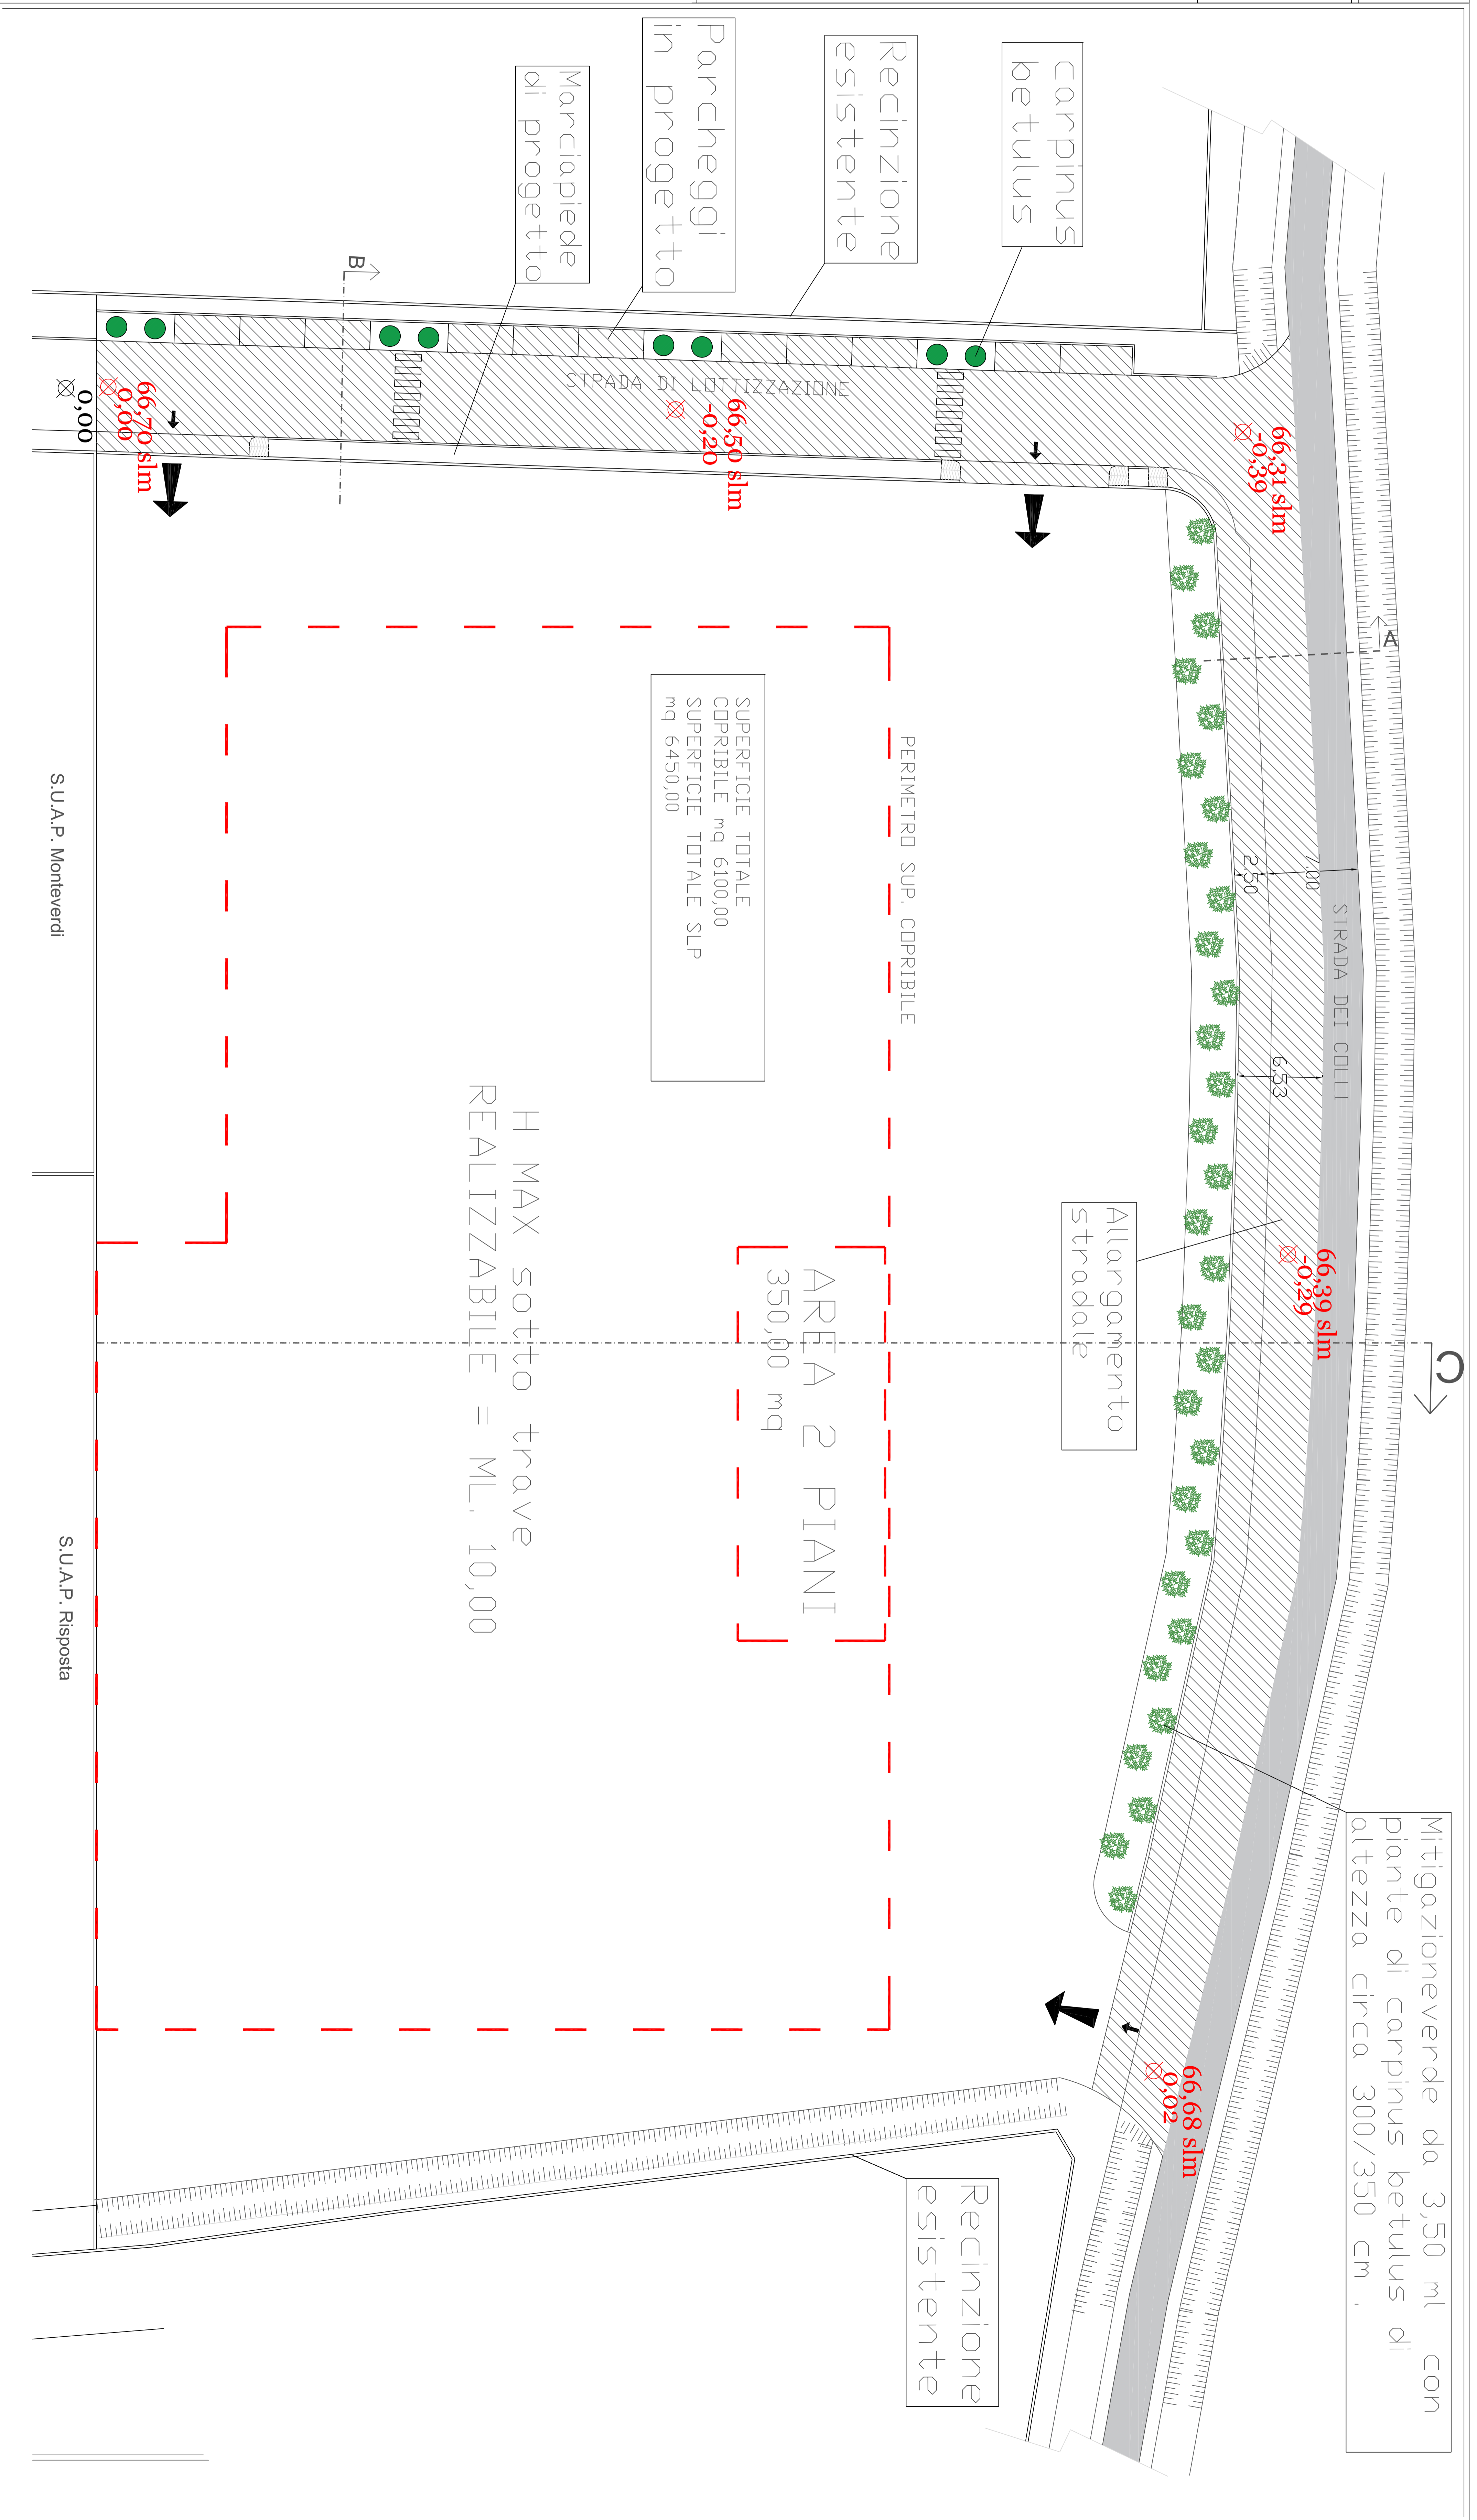 Mitigazioneverde da 3,50 ml con
piante di carpinus betulus di
altezza circa 300/350 cm .
C
A
carpinus
betulus
Recinzione
esistente
Parcheggi
in progetto
Marciapiede
di progetto
B
STRADA DI LOTTIZZAZIONE
66,31 slm
-0,39
66,50 slm
-0,20
66,70 slm
0,00
0,00
STRADA DEI COLLI
7.00
2.50
6.53
66,39 slm
-0,29
Allargamento
stradale
66,68 slm
0,02
PERIMETRO SUP. COPRIBILE
SUPERFICIE TOTALE
COPRIBILE mq 6100,00
SUPERFICIE TOTALE SLP
mq 6450,00
AREA 2 PIANI
350,00 mq
H MAX sotto trave
REALIZZABILE = ML. 10,00
Recinzione
esistente
S.U.A.P. Monteverdi
S.U.A.P. Risposta